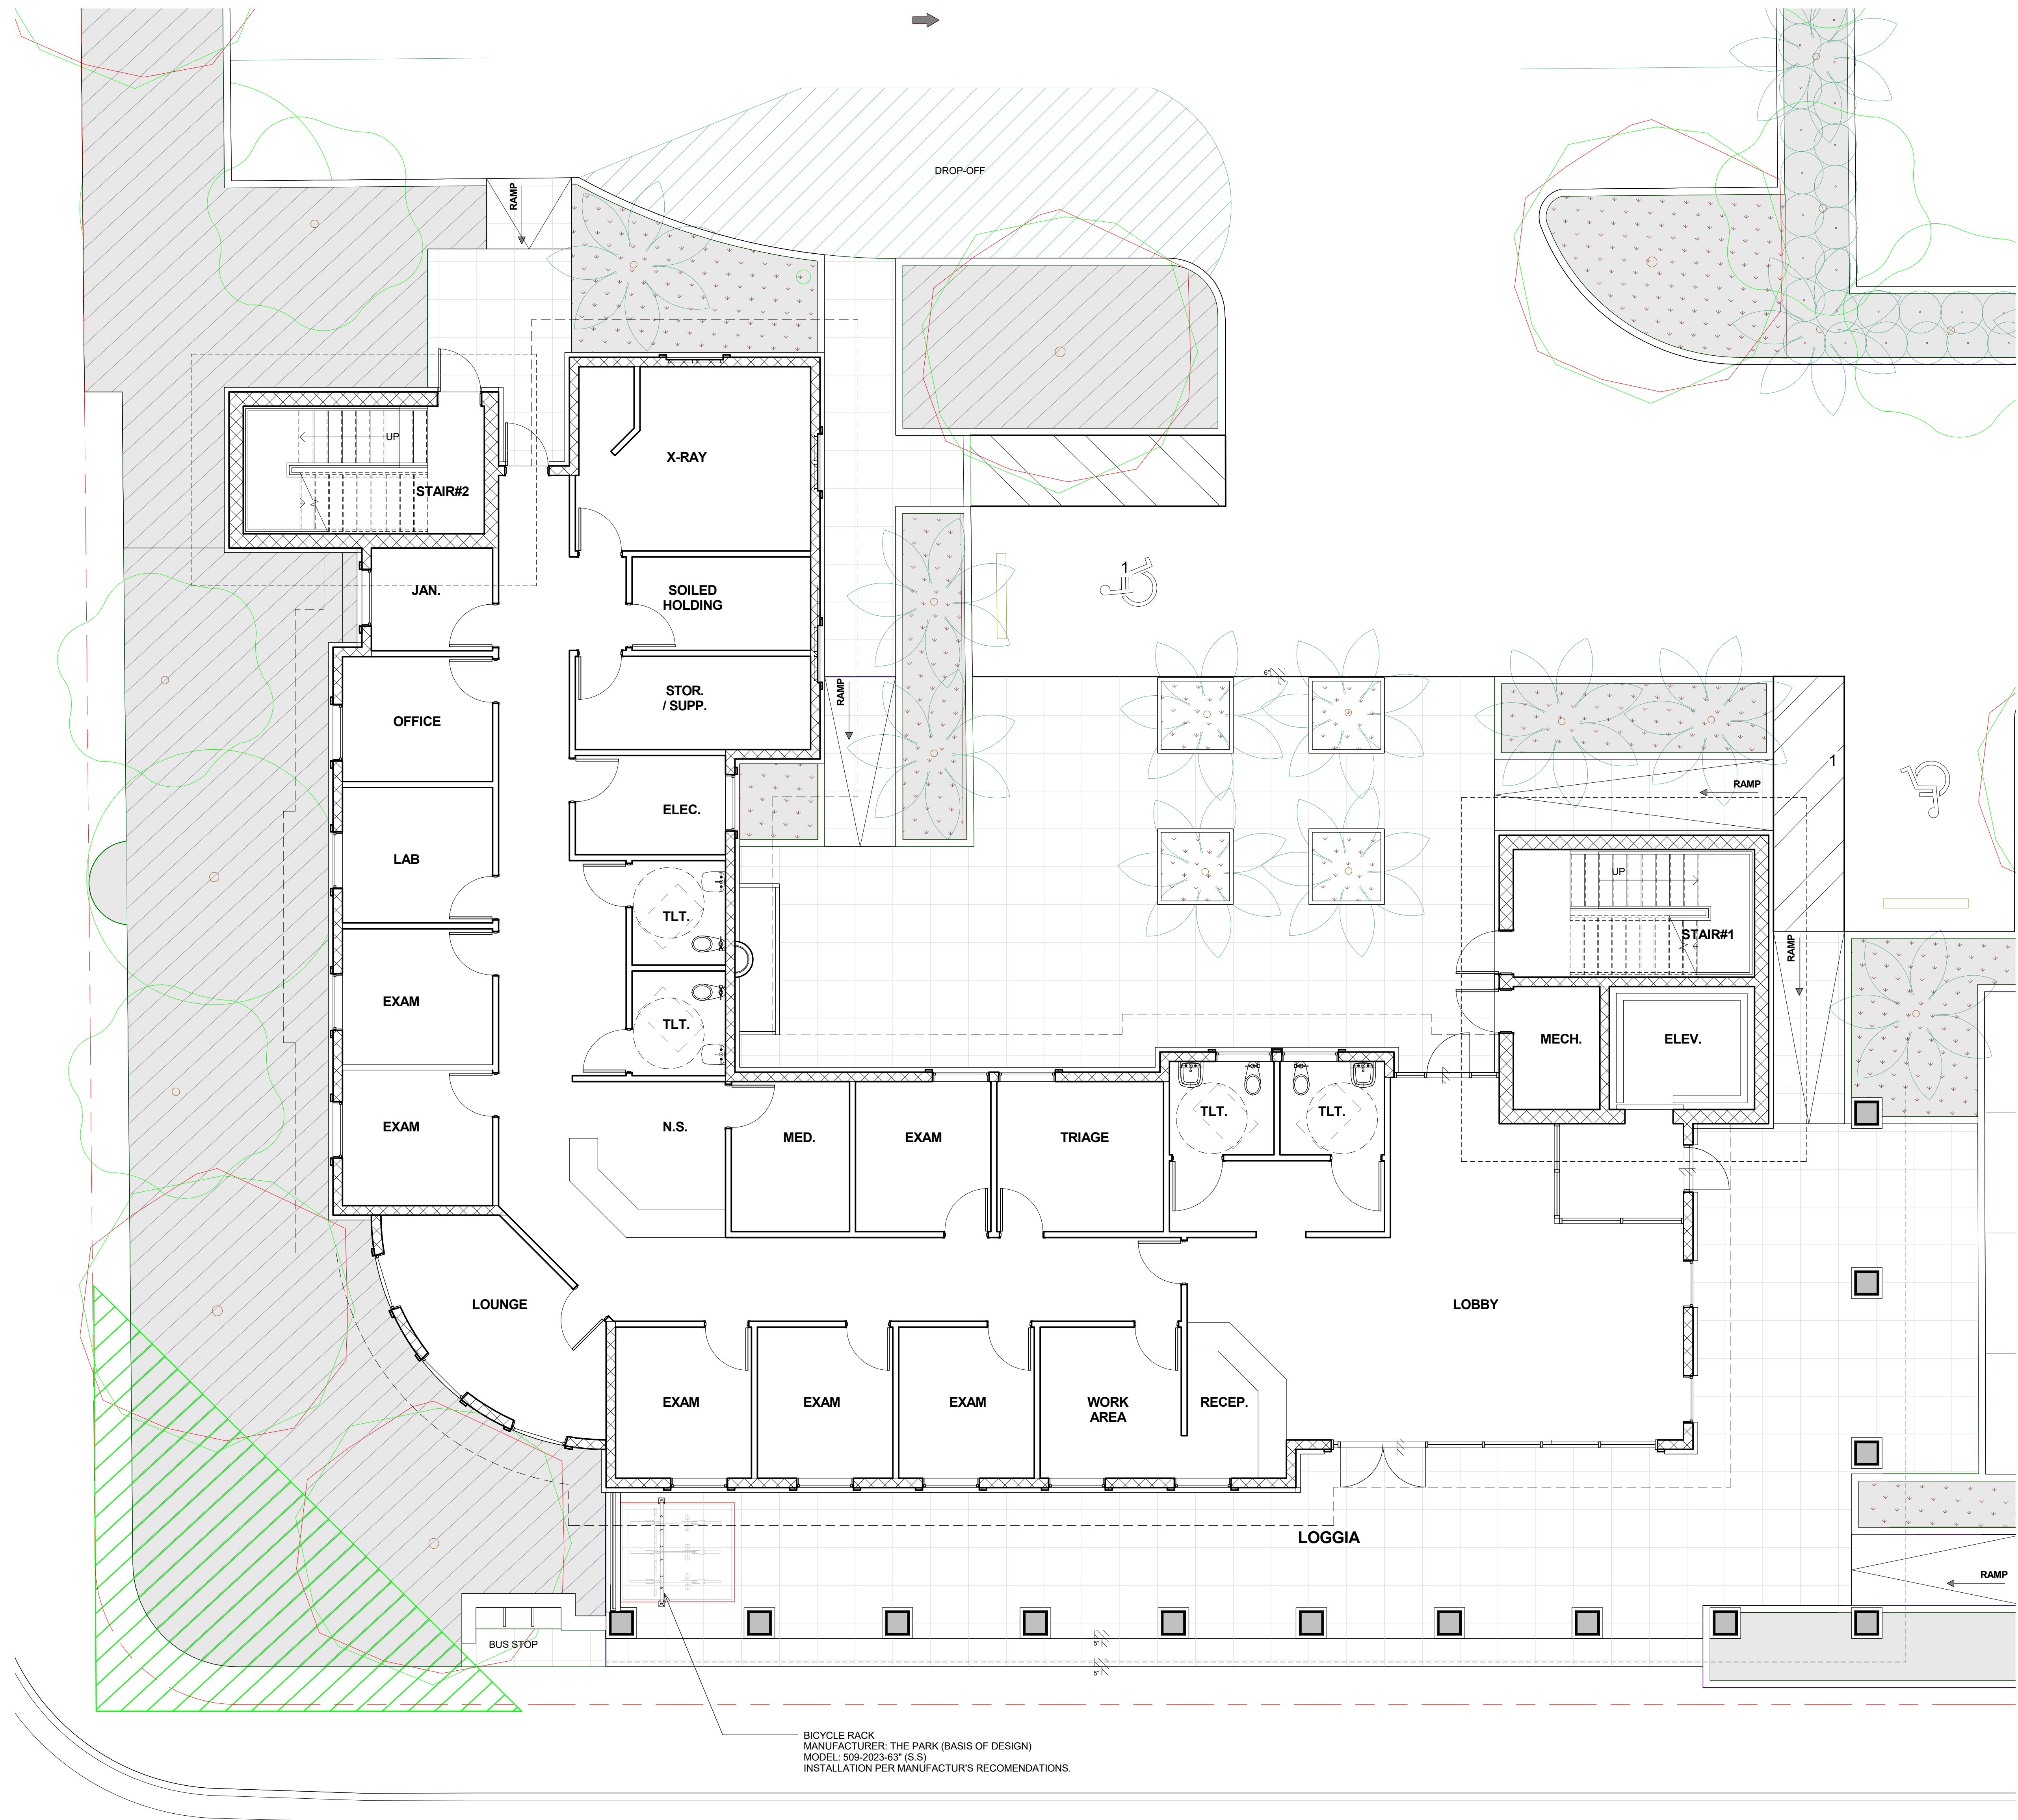 DROP-OFF
RAMP
UP
STAIR#2
X-RAY
1
JAN.
SOILED
HOLDING
6"
OFFICE
STOR.
/ SUPP.
RAMP
1
RAMP
ELEC.
LAB
UP
TLT.
STAIR#1
RAMP
EXAM
TLT.
MECH.
ELEV.
EXAM
N.S.
MED.
EXAM
TRIAGE
TLT.
TLT.
LOUNGE
LOBBY
EXAM
EXAM
EXAM
WORK
AREA
RECEP.
LOGGIA
RAMP
BUS STOP
5"
5"
BICYCLE RACK
MANUFACTURER: THE PARK (BASIS OF DESIGN)
MODEL: 509-2023-63" (S.S)
INSTALLATION PER MANUFACTUR'S RECOMENDATIONS.